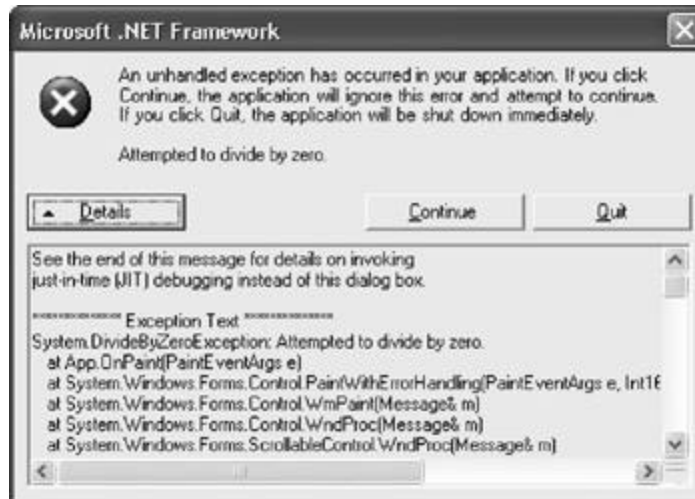 Microsoft .NET Framework
An unhandled exception has occurred in your application. If you click
Continue, the application will ignore this error and attempt to continue.
If you click Quit, the application will be shut down immediately.
Attempted to divide by zero.
Details
Continue
Quit
See the end of this message for details on invoking
just-in-time (JIT) debugging instead of this dialog box.
************** Exception Text **************
System.DivideByZeroException: Attempted to divide by zero.
at App.OnPaint(PaintEventArgs e)
at System.Windows.Forms.Control.PaintWithErrorHandling(PaintEventArgs e, Int16
at System.Windows.Forms.Control.WmPaint(Message& m)
at System.Windows.Forms.Control.WndProc(Message& m)
at System.Windows.Forms.ScrollableControl.WndProc(Message& m)